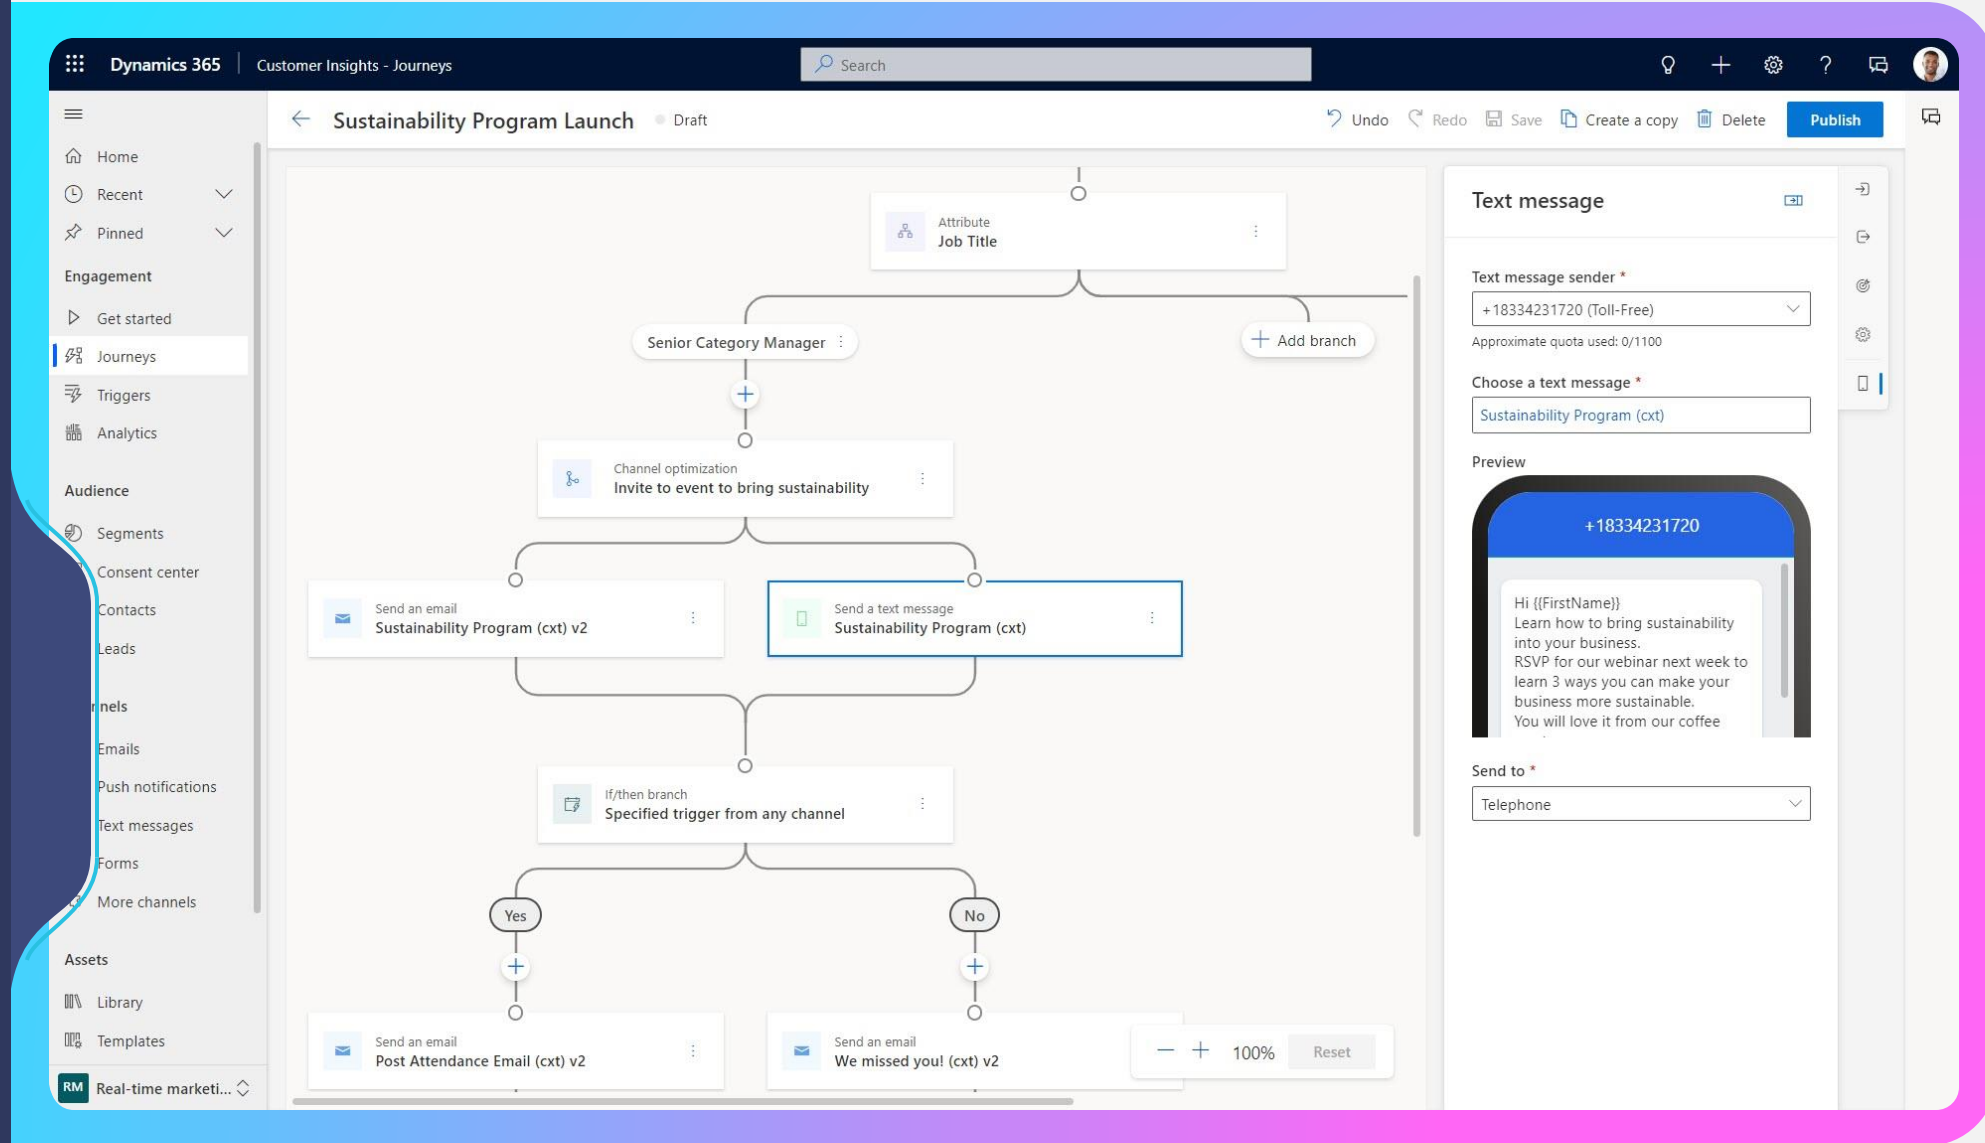 Dynamics 365
Customer Insights - Journeys
Search
Sustainability Program Launch
Draft
Undo
Redo
Save
Create a copy
Delete
Publish
Home
Recent
Pinned
Engagement
Get started
Journeys
Triggers
Analytics
Audience
Segments
Consent center
Contacts
Leads
nnels
Emails
Push notifications
Text messages
Forms
More channels
Assets
Library
Templates
RM
Real-time marketi...
Attribute
Job Title
Senior Category Manager
Add branch
Channel optimization
Invite to event to bring sustainability
Send an email
Sustainability Program (cxt) v2
Send a text message
Sustainability Program (cxt)
If/then branch
Specified trigger from any channel
Yes
No
Send an email
Post Attendance Email (cxt) v2
Send an email
We missed you! (cxt) v2
100%
Reset
Text message
Text message sender *
+18334231720 (Toll-Free)
Approximate quota used: 0/1100
Choose a text message *
Sustainability Program (cxt)
Preview
+18334231720
Hi {{FirstName}}
Learn how to bring sustainability
into your business.
RSVP for our webinar next week to
learn 3 ways you can make your
business more sustainable.
You will love it from our coffee
Send to *
Telephone